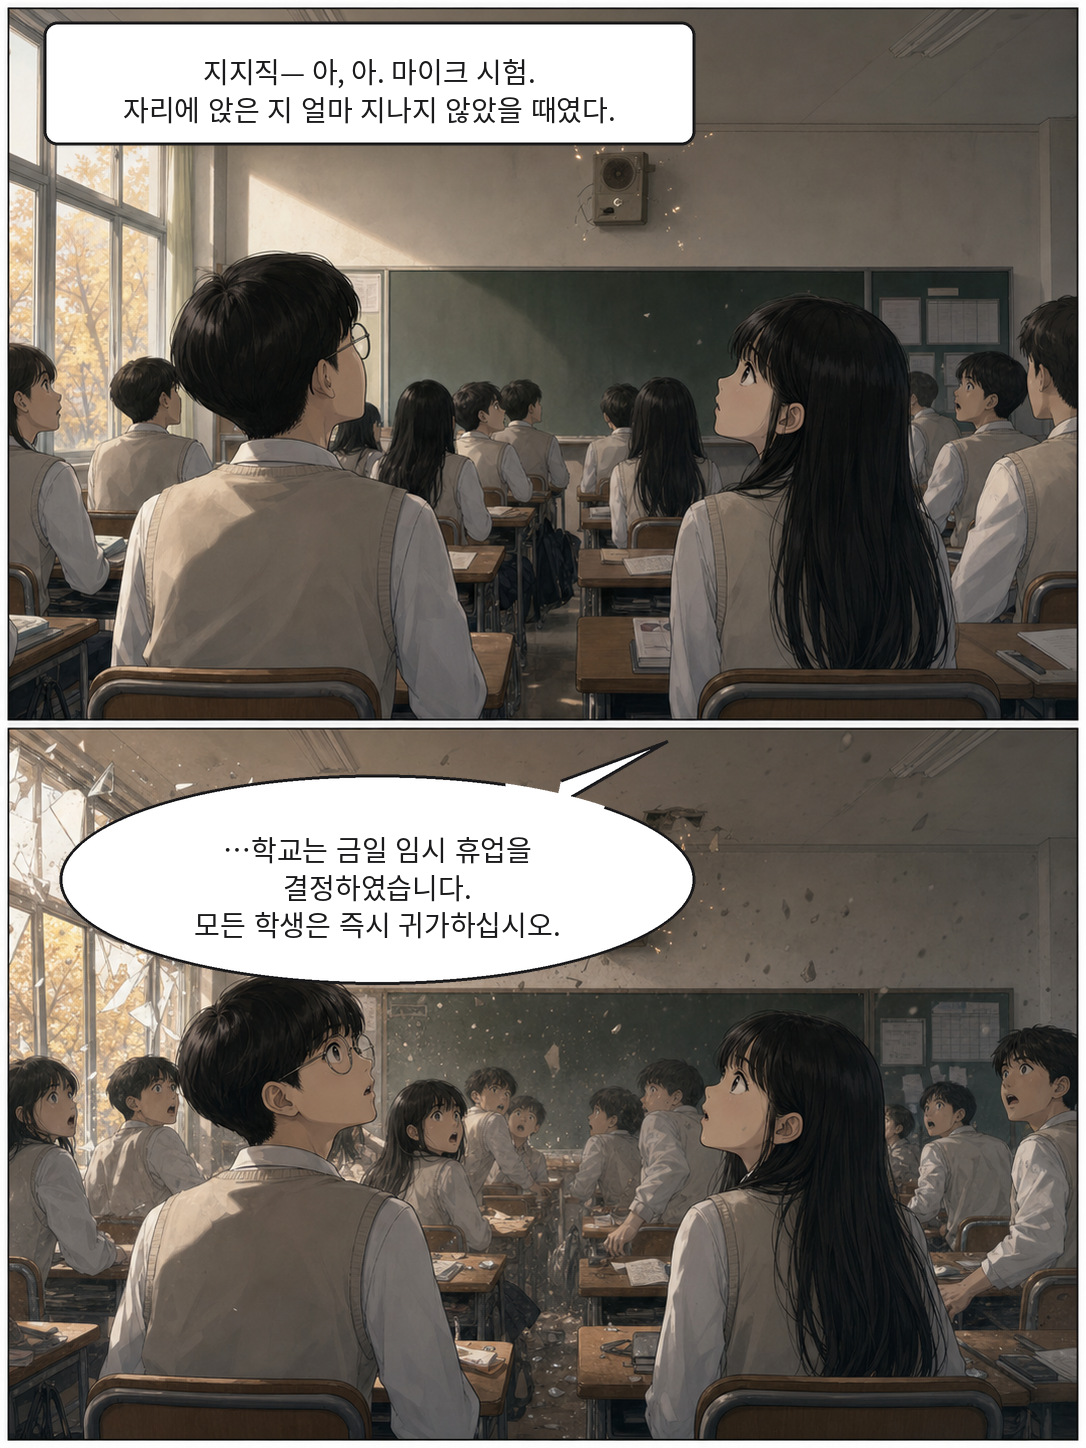 지지직— 아, 아. 마이크 시험.
자리에 앉은 지 얼마 지나지 않았을 때였다.
…학교는 금일 임시 휴업을
결정하였습니다.
모든 학생은 즉시 귀가하십시오.